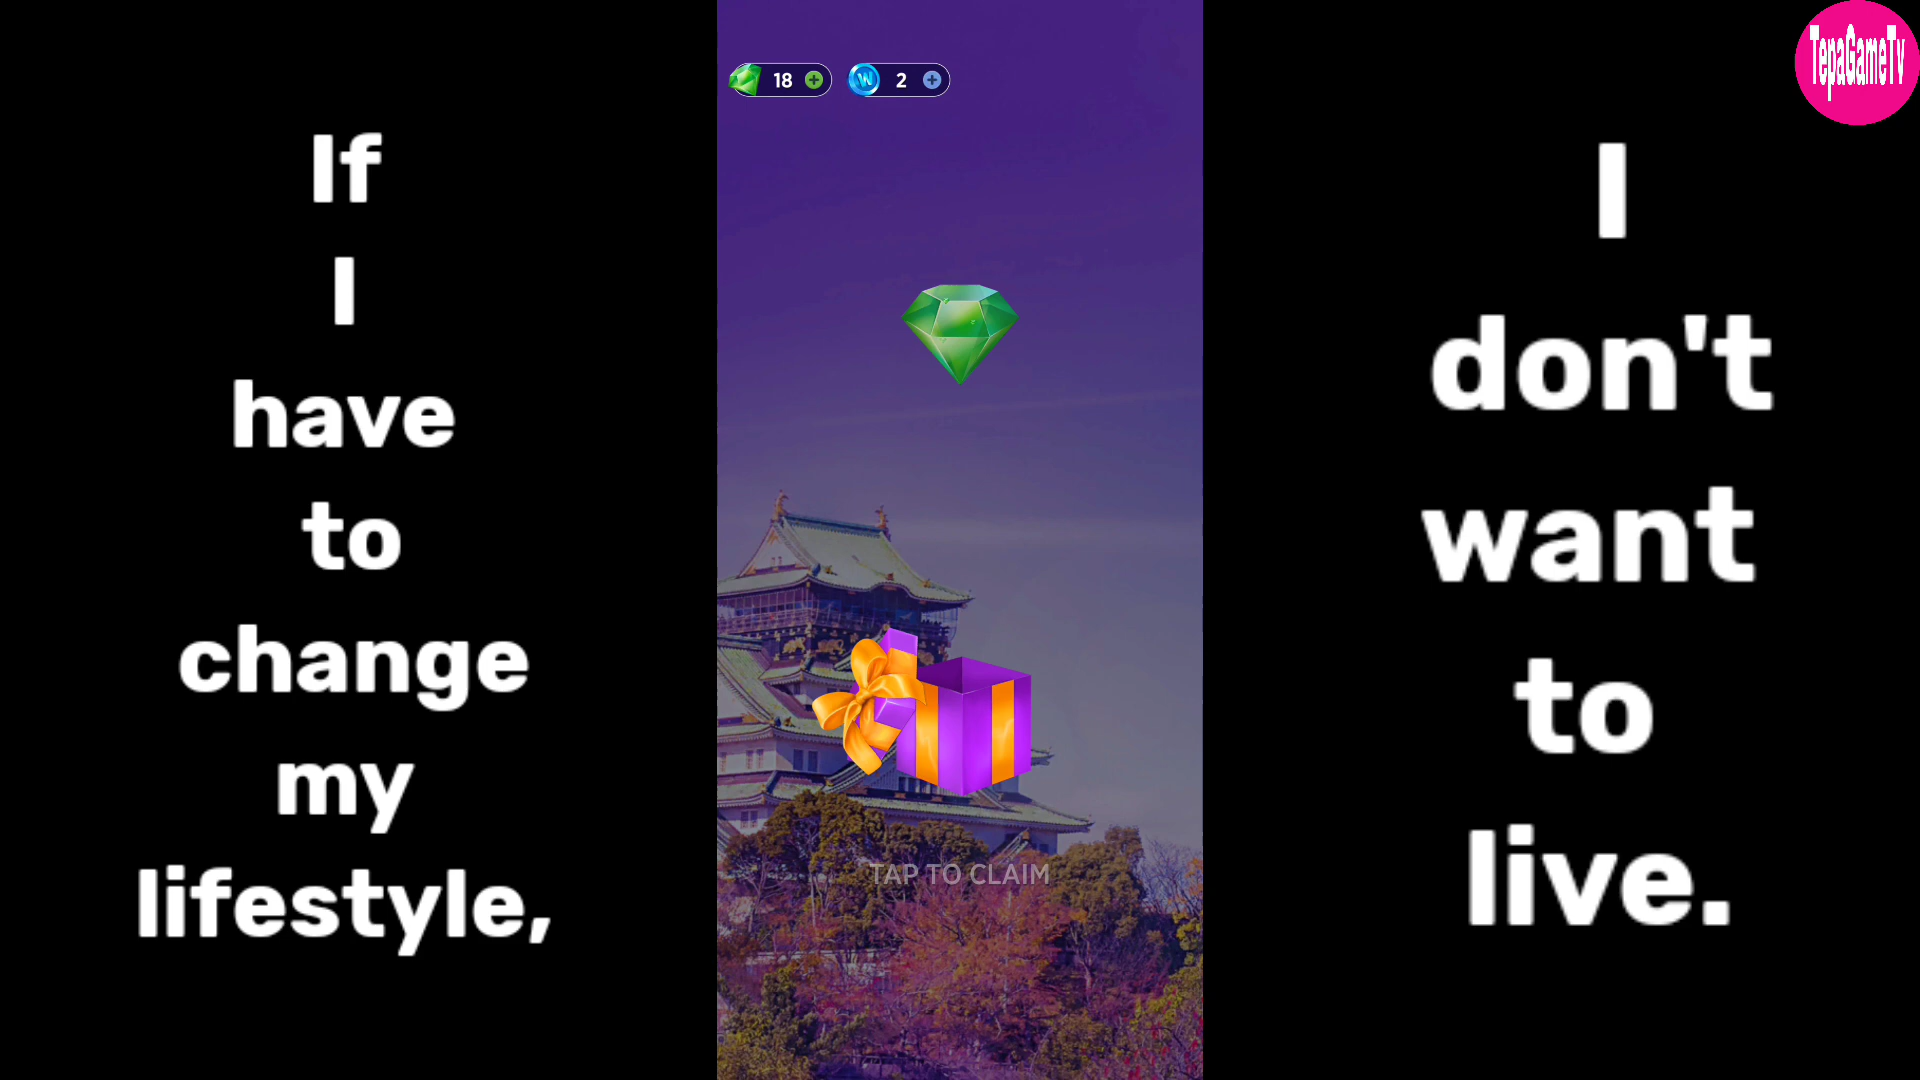 If
I
have
to
change
my
lifestyle,
18
W 2
TAP TO CLAIM
I
don't
want
to
live.
TepaGameTv